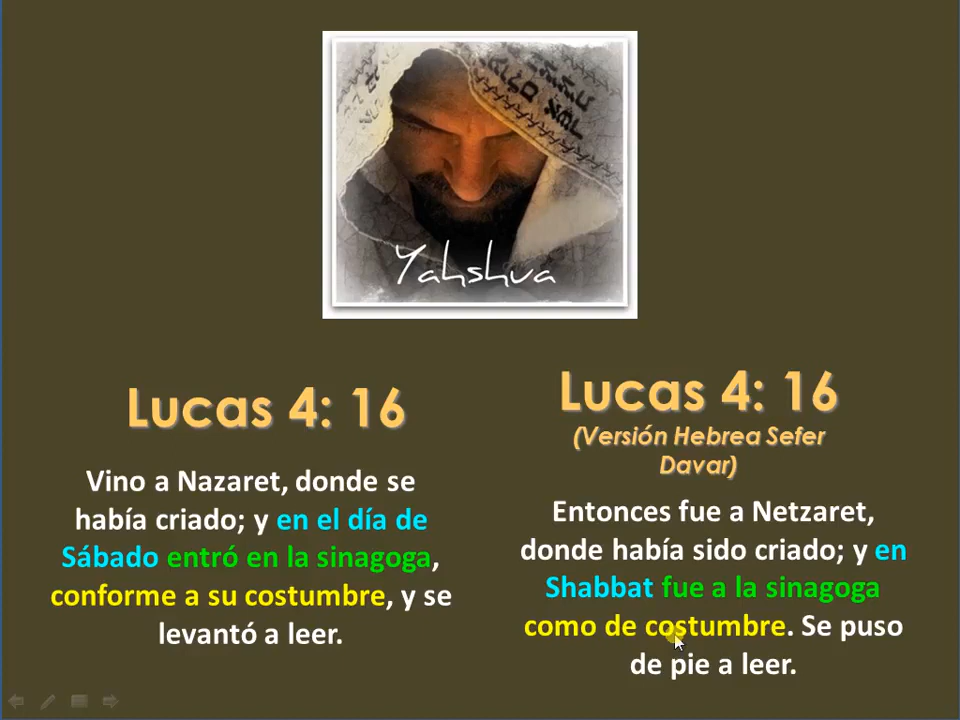 Yahshua
Lucas 4: 16
Vino a Nazaret, donde se
había criado; y en el día de
Sábado entró en la sinagoga,
conforme a su costumbre, y se
levantó a leer.
Lucas 4: 16
(Versión Hebrea Sefer
Davar)
Entonces fue a Netzaret,
donde había sido criado; y en
Shabbat fue a la sinagoga
como de costumbre. Se puso
de pie a leer.